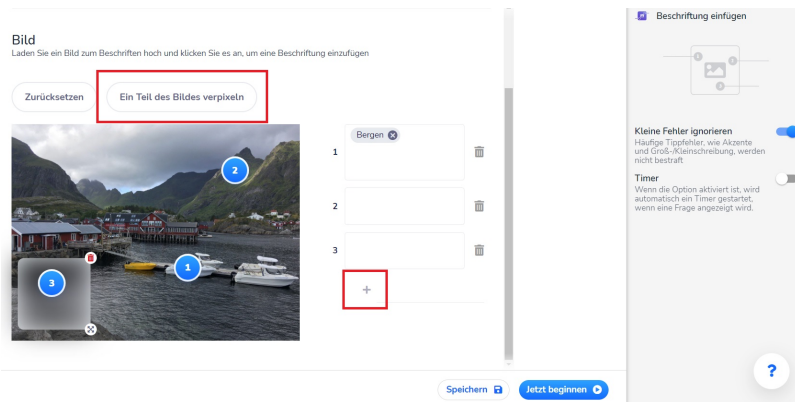 Beschriftung einfügen
Bild
Laden Sie ein Bild zum Beschriften hoch und klicken Sie es an, um eine Beschriftung einzufügen
Zurücksetzen
Ein Teil des Bildes verpixeln
Bergen
1
2
3
1
2
3
+
Kleine Fehler ignorieren
Häufige Tippfehler, wie Akzente
und Groß-/Kleinschreibung, werden
nicht bestraft
Timer
Wenn die Option aktiviert ist, wird
automatisch ein Timer gestartet,
wenn eine Frage angezeigt wird.
Speichern
Jetzt beginnen
?